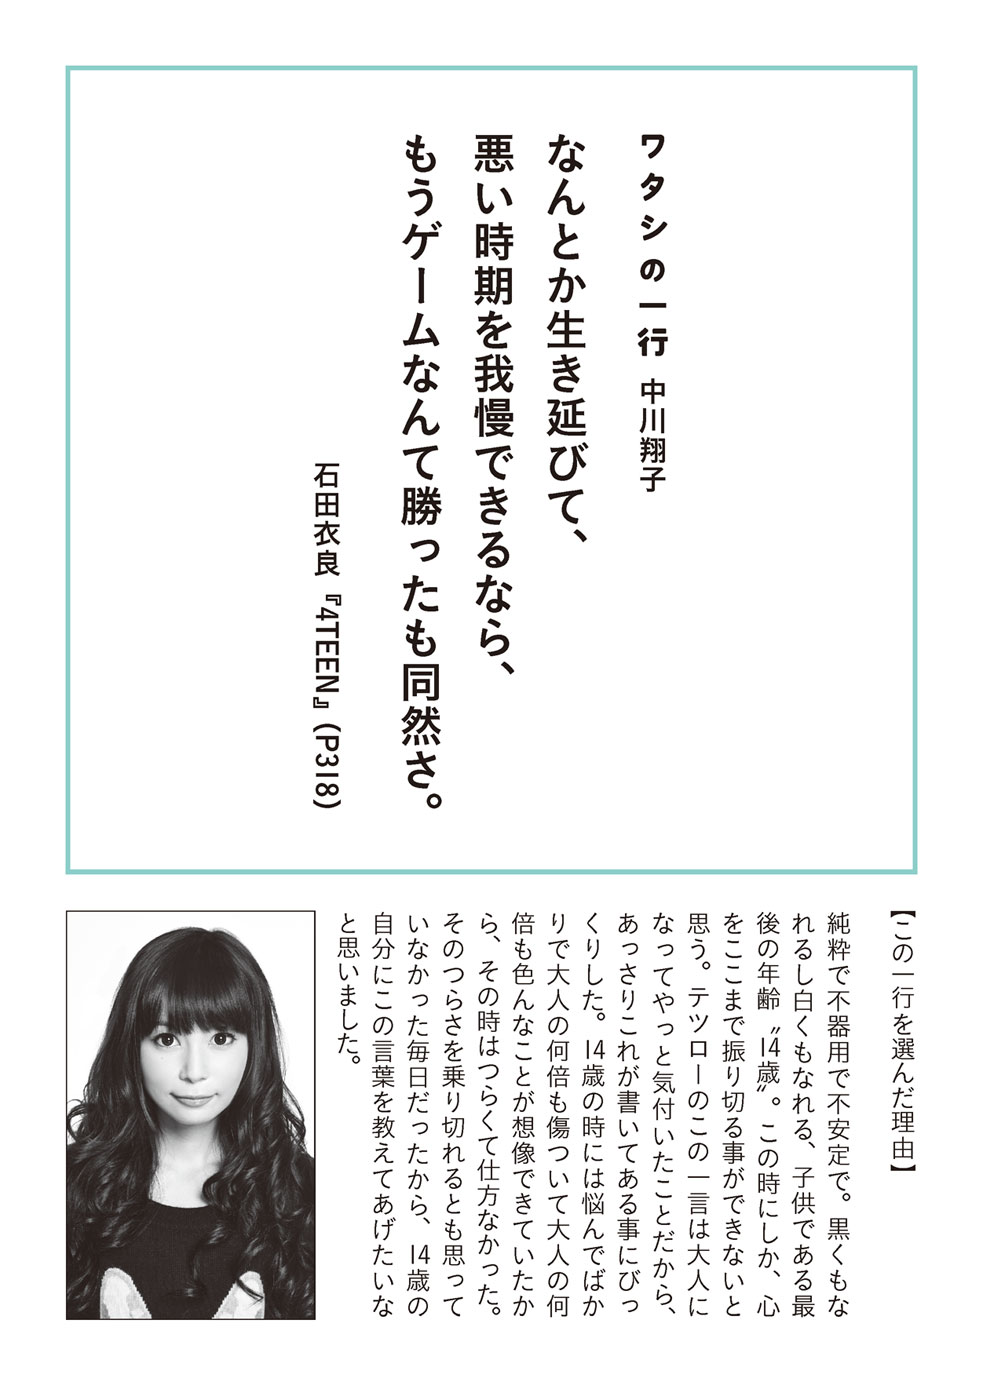 ワタシの一行 中川翔子
なんとか生き延びて、
悪い時期を我慢できるなら、
もうゲームなんて勝ったも同然さ。
石田衣良『4TEEN』(P318)
【この一行を選んだ理由】
純粋で不器用で不安定で。黒くもな
れるし白くもなれる、子供である最
後の年齢〝14歳〟。この時にしか、心
をここまで振り切る事ができないと
思う。テツローのこの一言は大人に
なってやっと気付いたことだから、
あっさりこれが書いてある事にびっ
くりした。14歳の時には悩んでばか
りで大人の何倍も傷ついて大人の何
倍も色んなことが想像できていたか
ら、その時はつらくて仕方なかった。
そのつらさを乗り切れるとも思って
いなかった毎日だったから、14歳の
自分にこの言葉を教えてあげたいな
と思いました。